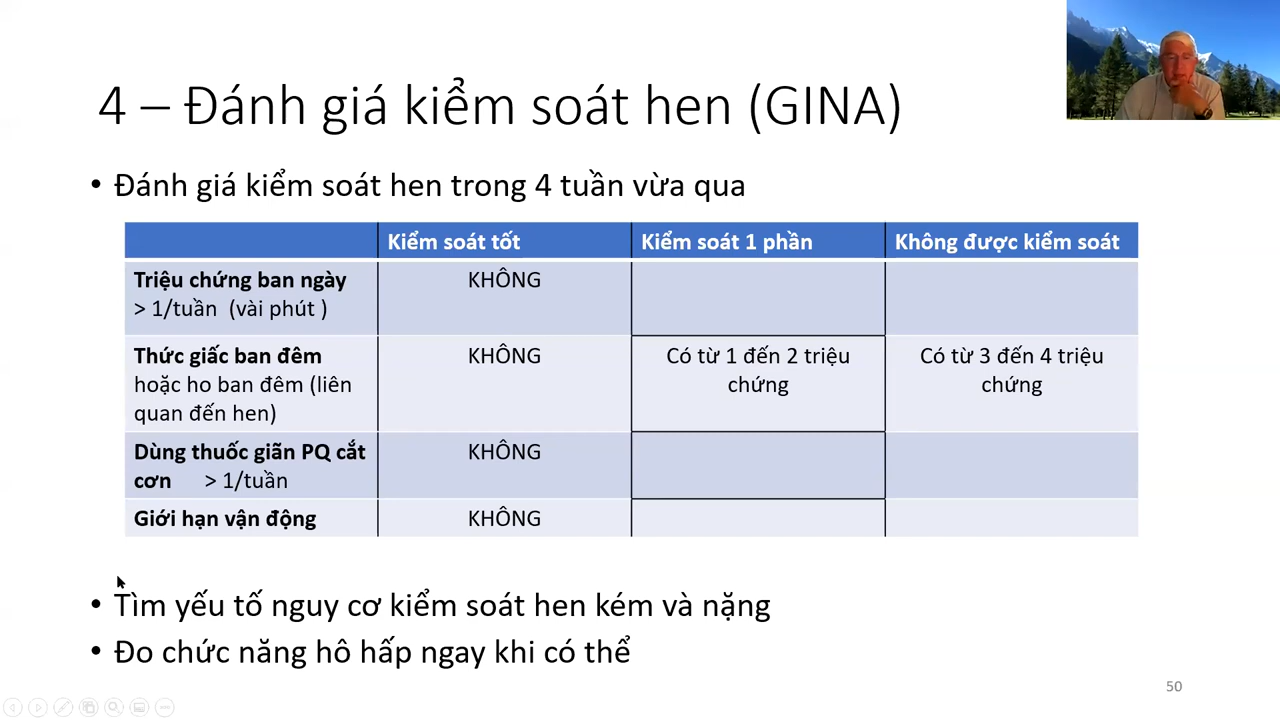 4 – Đánh giá kiểm soát hen (GINA)
• Đánh giá kiểm soát hen trong 4 tuần vừa qua
Kiểm soát tốt
Kiểm soát 1 phần
Không được kiểm soát
Triệu chứng ban ngày
> 1/tuần (vài phút )
KHÔNG
Thức giấc ban đêm
hoặc ho ban đêm (liên
quan đến hen)
KHÔNG
Có từ 1 đến 2 triệu
chứng
Có từ 3 đến 4 triệu
chứng
Dùng thuốc giãn PQ cắt
cơn > 1/tuần
KHÔNG
Giới hạn vận động
KHÔNG
• Tìm yếu tố nguy cơ kiểm soát hen kém và nặng
• Đo chức năng hô hấp ngay khi có thể
50